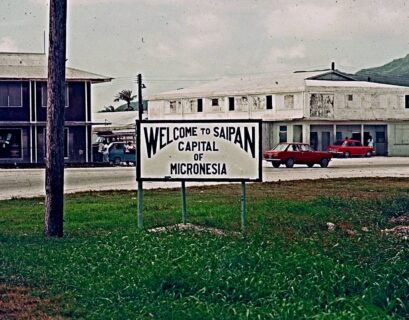 WELCOME TO SAIPAN
CAPITAL
OF
MICRONESIA